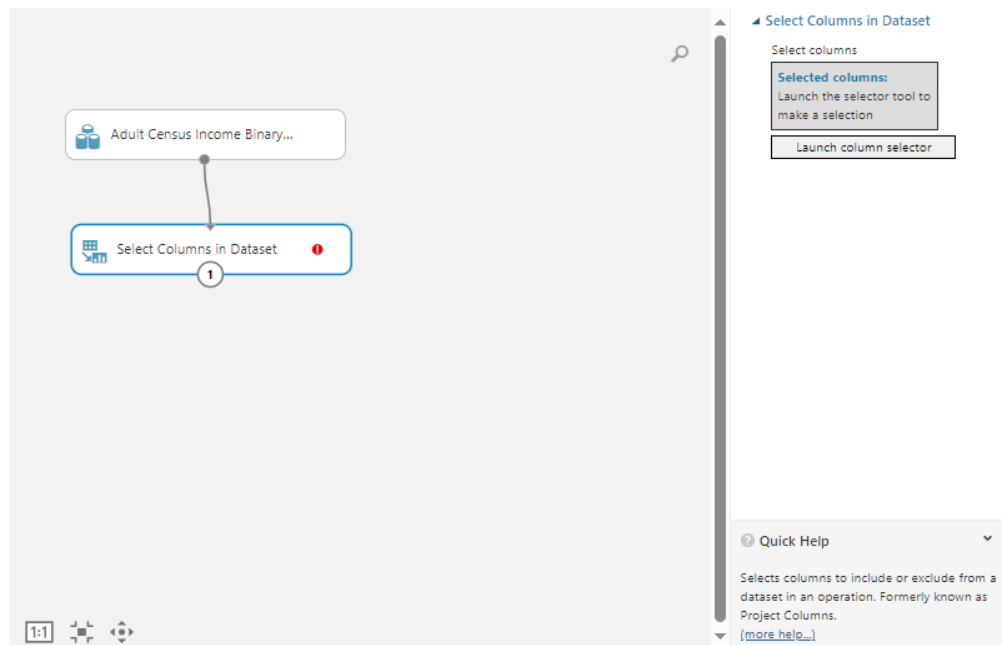 Adult Census Income Binary...
Select Columns in Dataset
1
1:1
Select Columns in Dataset
Select columns
Selected columns:
Launch the selector tool to
make a selection
Launch column selector
? Quick Help
Selects columns to include or exclude from a
dataset in an operation. Formerly known as
Project Columns.
(more help...)